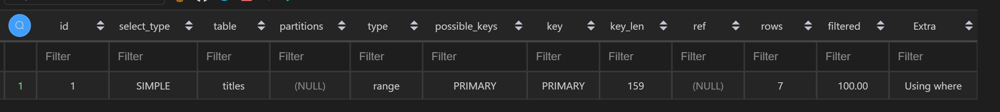 id select_type table partitions type possible_keys key key_len ref rows filtered Extra
Filter Filter Filter Filter Filter Filter Filter Filter Filter Filter Filter Filter
1 1 SIMPLE titles (NULL) range PRIMARY PRIMARY 159 (NULL) 7 100.00 Using where